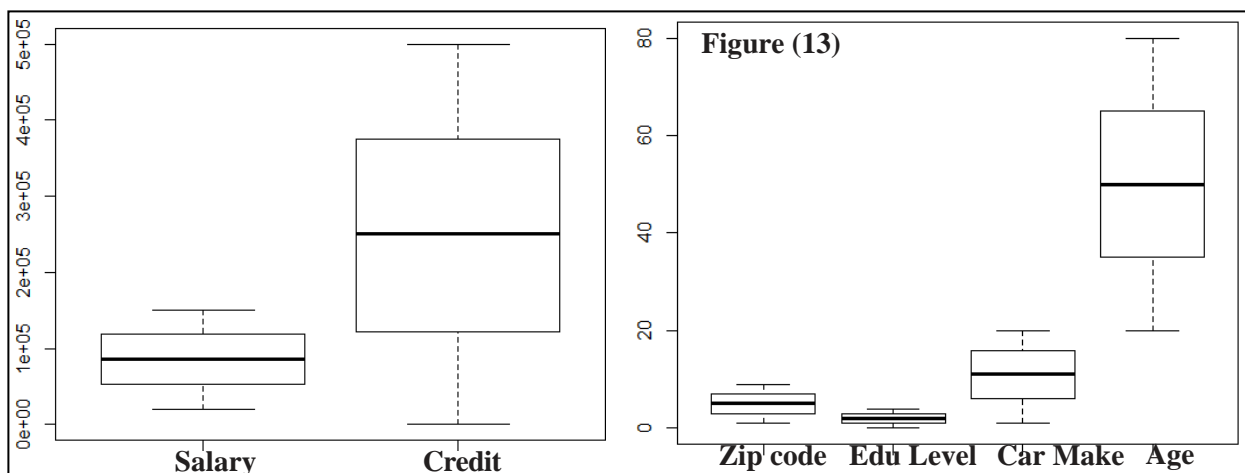 5e+05
4e+05
3e+05
2e+05
1e+05
0e+00
Salary Credit
Figure (13)
80
60
40
20
0
Zip code Edu Level Car Make Age